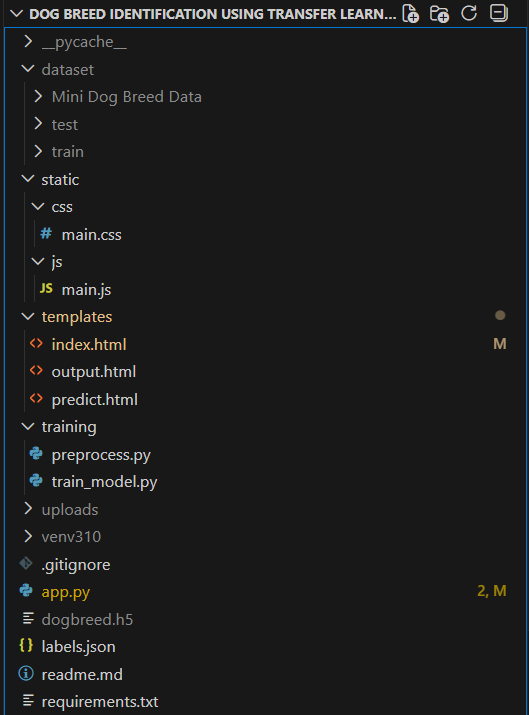 DOG BREED IDENTIFICATION USING TRANSFER LEARN...
__pycache__
dataset
Mini Dog Breed Data
test
train
static
css
# main.css
js
JS main.js
templates
<> index.html M
<> output.html
<> predict.html
training
preprocess.py
train_model.py
uploads
venv310
.gitignore
app.py 2, M
dogbreed.h5
{} labels.json
readme.md
requirements.txt